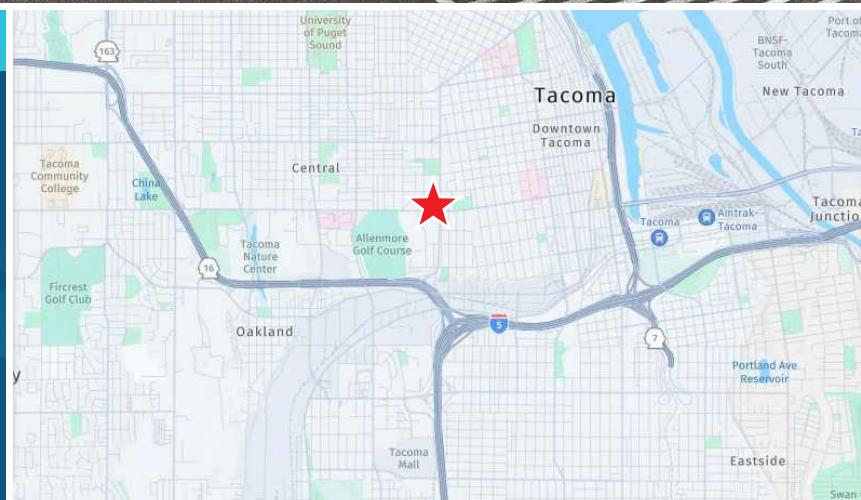 University
of Puget
Sound
163
Port of
Tacoma
BNSF-
Tacoma
South
New Tacoma
Tacoma
Downtown
Tacoma
Central
Tacoma
Community
College
China
Lake
Tacoma
Junctio
Amtrak-
Tacoma
Tacoma
Allenmore
Golf Course
Tacoma
Nature
Center
16
Fircrest
Golf Club
5
Oakland
7
Portland Ave
Reservoir
y
Tacoma
Mall
Eastside
Swan